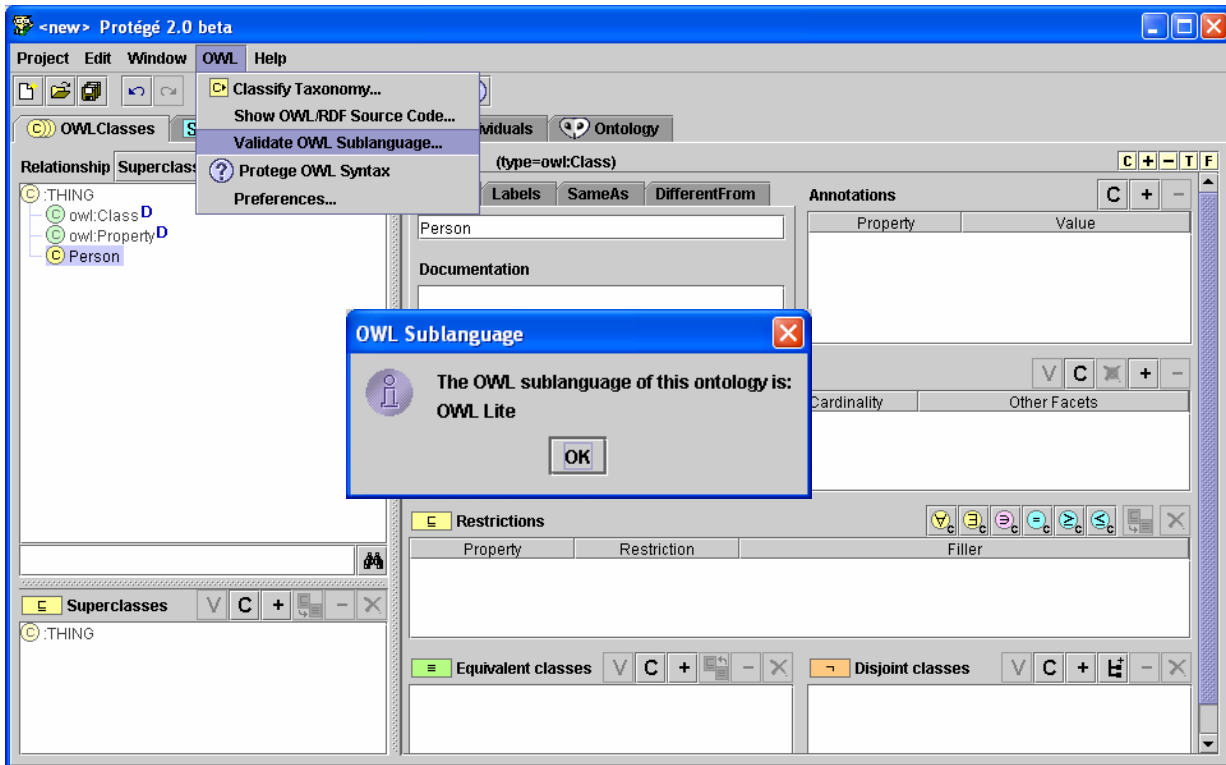 <new> Protégé 2.0 beta
Project Edit Window OWL Help
Classify Taxonomy...
Show OWL/RDF Source Code...
Validate OWL Sublanguage...
Protege OWL Syntax
Preferences...
OWLClasses S viduals Ontology
Relationship Superclas (type=owl:Class) C + − T F
:THING
owl:Class D
owl:Property D
Person
Labels SameAs DifferentFrom
Person
Documentation
Annotations C + −
Property Value
OWL Sublanguage
The OWL sublanguage of this ontology is:
OWL Lite
OK
V C + −
Cardinality Other Facets
⊑ Restrictions ∀C ∃C ∋C =C ≥C ≤C
Property Restriction Filler
⊑ Superclasses V C + − X
:THING
≡ Equivalent classes V C + − X
¬ Disjoint classes V C + − X